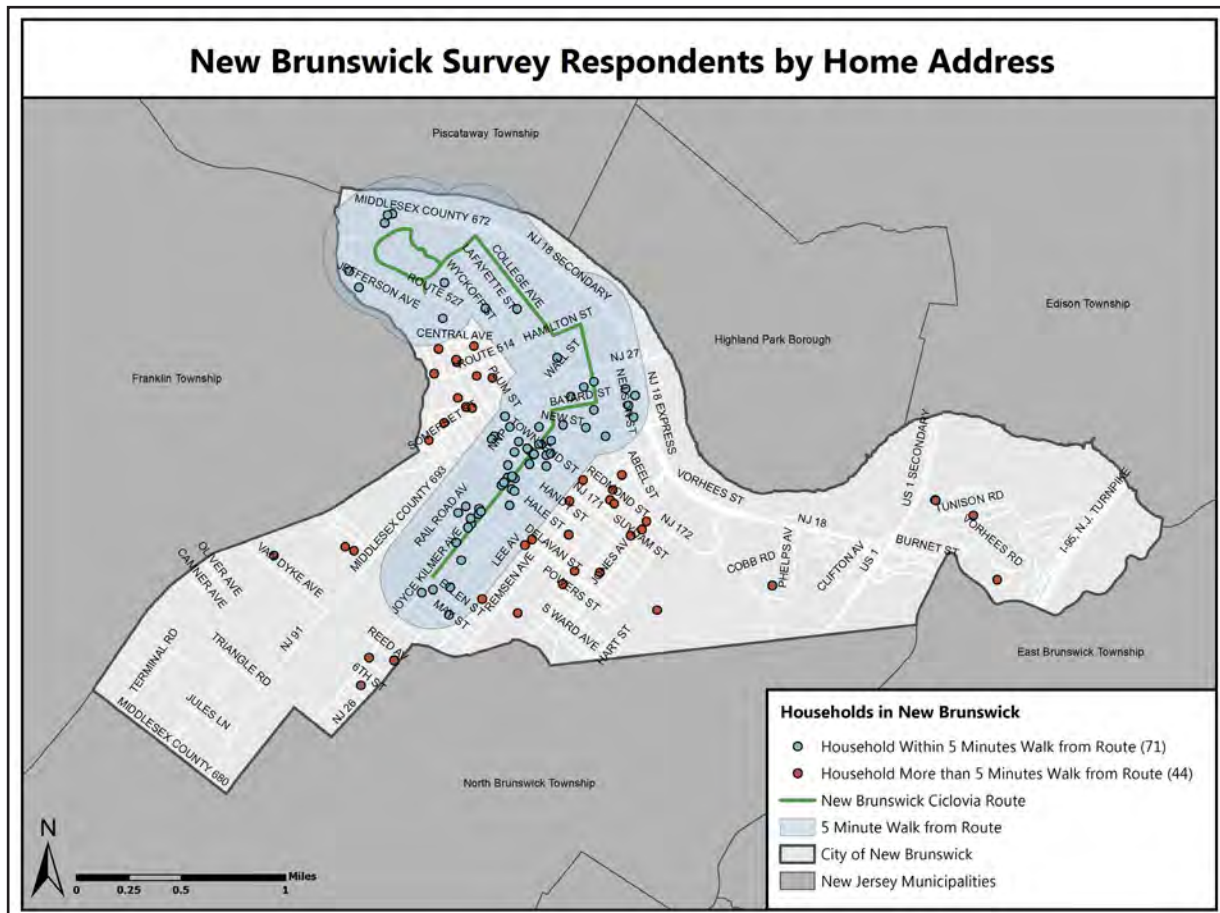 New Brunswick Survey Respondents by Home Address
Piscataway Township
MIDDLESEX COUNTY 672
NJ 18 SECONDARY
COLLEGE AVE
LAFAYETTE ST
WYCKOFF ST
JEFFERSON AVE
ROUTE 527
Edison Township
HAMILTON ST
CENTRAL AVE
Highland Park Borough
ROUTE 514
WALL ST
NJ 27
Franklin Township
PLUM ST
NEILSON ST
NJ 18 EXPRESS
BAYARD ST
NEW ST
TOWNSEND ST
ABEEL ST
US 1 SECONDARY
MIDDLESEX COUNTY 693
REDMOND ST
VORHEES ST
I-95, N.J. TURNPIKE
RAIL ROAD AV
HANDY ST
NJ 171
TUNISON RD
HALE ST
SUYDAM ST
NJ 172
NJ 18
VORHEES RD
OLIVER AVE
VAN DYKE AVE
CANNER AVE
JOYCE KILMER AVE
LEE AV
DELAVAN ST
JONES AV
BURNET ST
COBB RD
PHELPS AV
CLIFTON AV
US 1
ELLEN ST
REMSEN AVE
POWERS ST
MAY ST
S WARD AVE
HART ST
NJ 91
REED AV
TERMINAL RD
TRIANGLE RD
6TH ST
East Brunswick Township
JULES LN
NJ 26
MIDDLESEX COUNTY 680
North Brunswick Township
Households in New Brunswick
Household Within 5 Minutes Walk from Route (71)
Household More than 5 Minutes Walk from Route (44)
New Brunswick Ciclovia Route
5 Minute Walk from Route
City of New Brunswick
New Jersey Municipalities
N
Miles
0 0.25 0.5 1